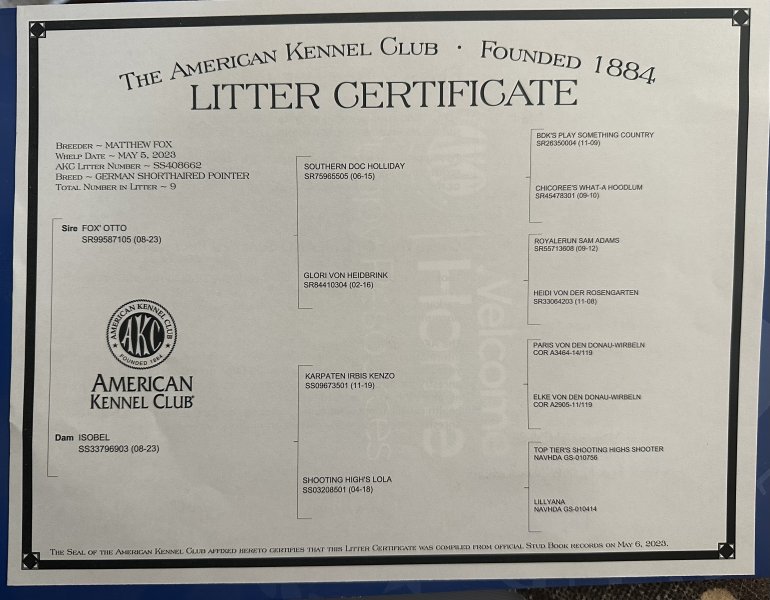 THE AMERICAN KENNEL CLUB · FOUNDED 1884
LITTER CERTIFICATE
BREEDER ~ MATTHEW FOX
WHELP DATE ~ MAY 5, 2023
AKC LITTER NUMBER ~ SS408662
BREED ~ GERMAN SHORTHAIRED POINTER
TOTAL NUMBER IN LITTER ~ 9
Sire FOX' OTTO
SR99587105 (08-23)
AMERICAN KENNEL CLUB
AKC
FOUNDED 1884
AMERICAN
KENNEL CLUB®
Dam ISOBEL
SS33796903 (08-23)
SOUTHERN DOC HOLLIDAY
SR75965505 (06-15)
GLORI VON HEIDBRINK
SR84410304 (02-16)
KARPATEN IRBIS KENZO
SS09673501 (11-19)
SHOOTING HIGH'S LOLA
SS03208501 (04-18)
BDK'S PLAY SOMETHING COUNTRY
SR26350004 (11-09)
CHICOREE'S WHAT-A HOODLUM
SR45478301 (09-10)
ROYALERUN SAM ADAMS
SR55713608 (09-12)
HEIDI VON DER ROSENGARTEN
SR33064203 (11-08)
PARIS VON DEN DONAU-WIRBELN
COR A3464-14/119
ELKE VON DEN DONAU-WIRBELN
COR A2905-11/119
TOP TIER'S SHOOTING HIGHS SHOOTER
NAVHDA GS-010756
LILLYANA
NAVHDA GS-010414
THE SEAL OF THE AMERICAN KENNEL CLUB AFFIXED HERETO CERTIFIES THAT THIS LITTER CERTIFICATE WAS COMPILED FROM OFFICIAL STUD BOOK RECORDS ON MAY 6, 2023.